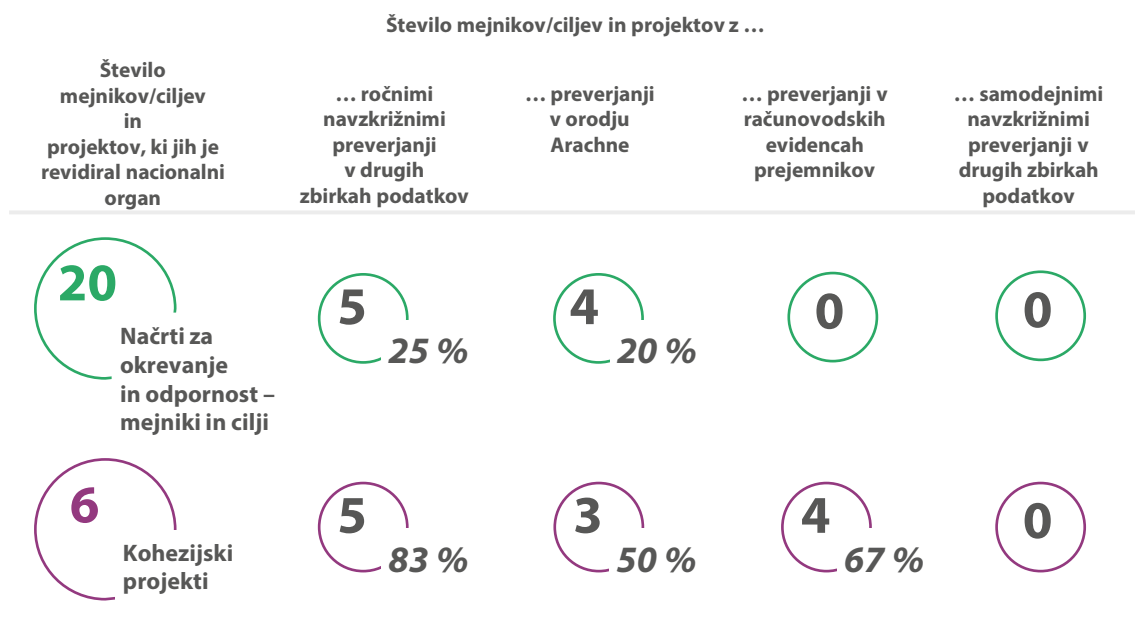 Število mejnikov/ciljev in projektov z …
Število
mejnikov/ciljev
in
projektov, ki jih je
revidiral nacionalni
organ
… ročnimi
navzkrižnimi
preverjanji
v drugih
zbirkah podatkov
… preverjanji
v orodju
Arachne
… preverjanji v
računovodskih
evidencah
prejemnikov
… samodejnimi
navzkrižnimi
preverjanji v
drugih zbirkah
podatkov
20
Načrti za
okrevanje
in odpornost –
mejniki in cilji
5
25 %
4
20 %
0
0
6
Kohezijski
projekti
5
83 %
3
50 %
4
67 %
0